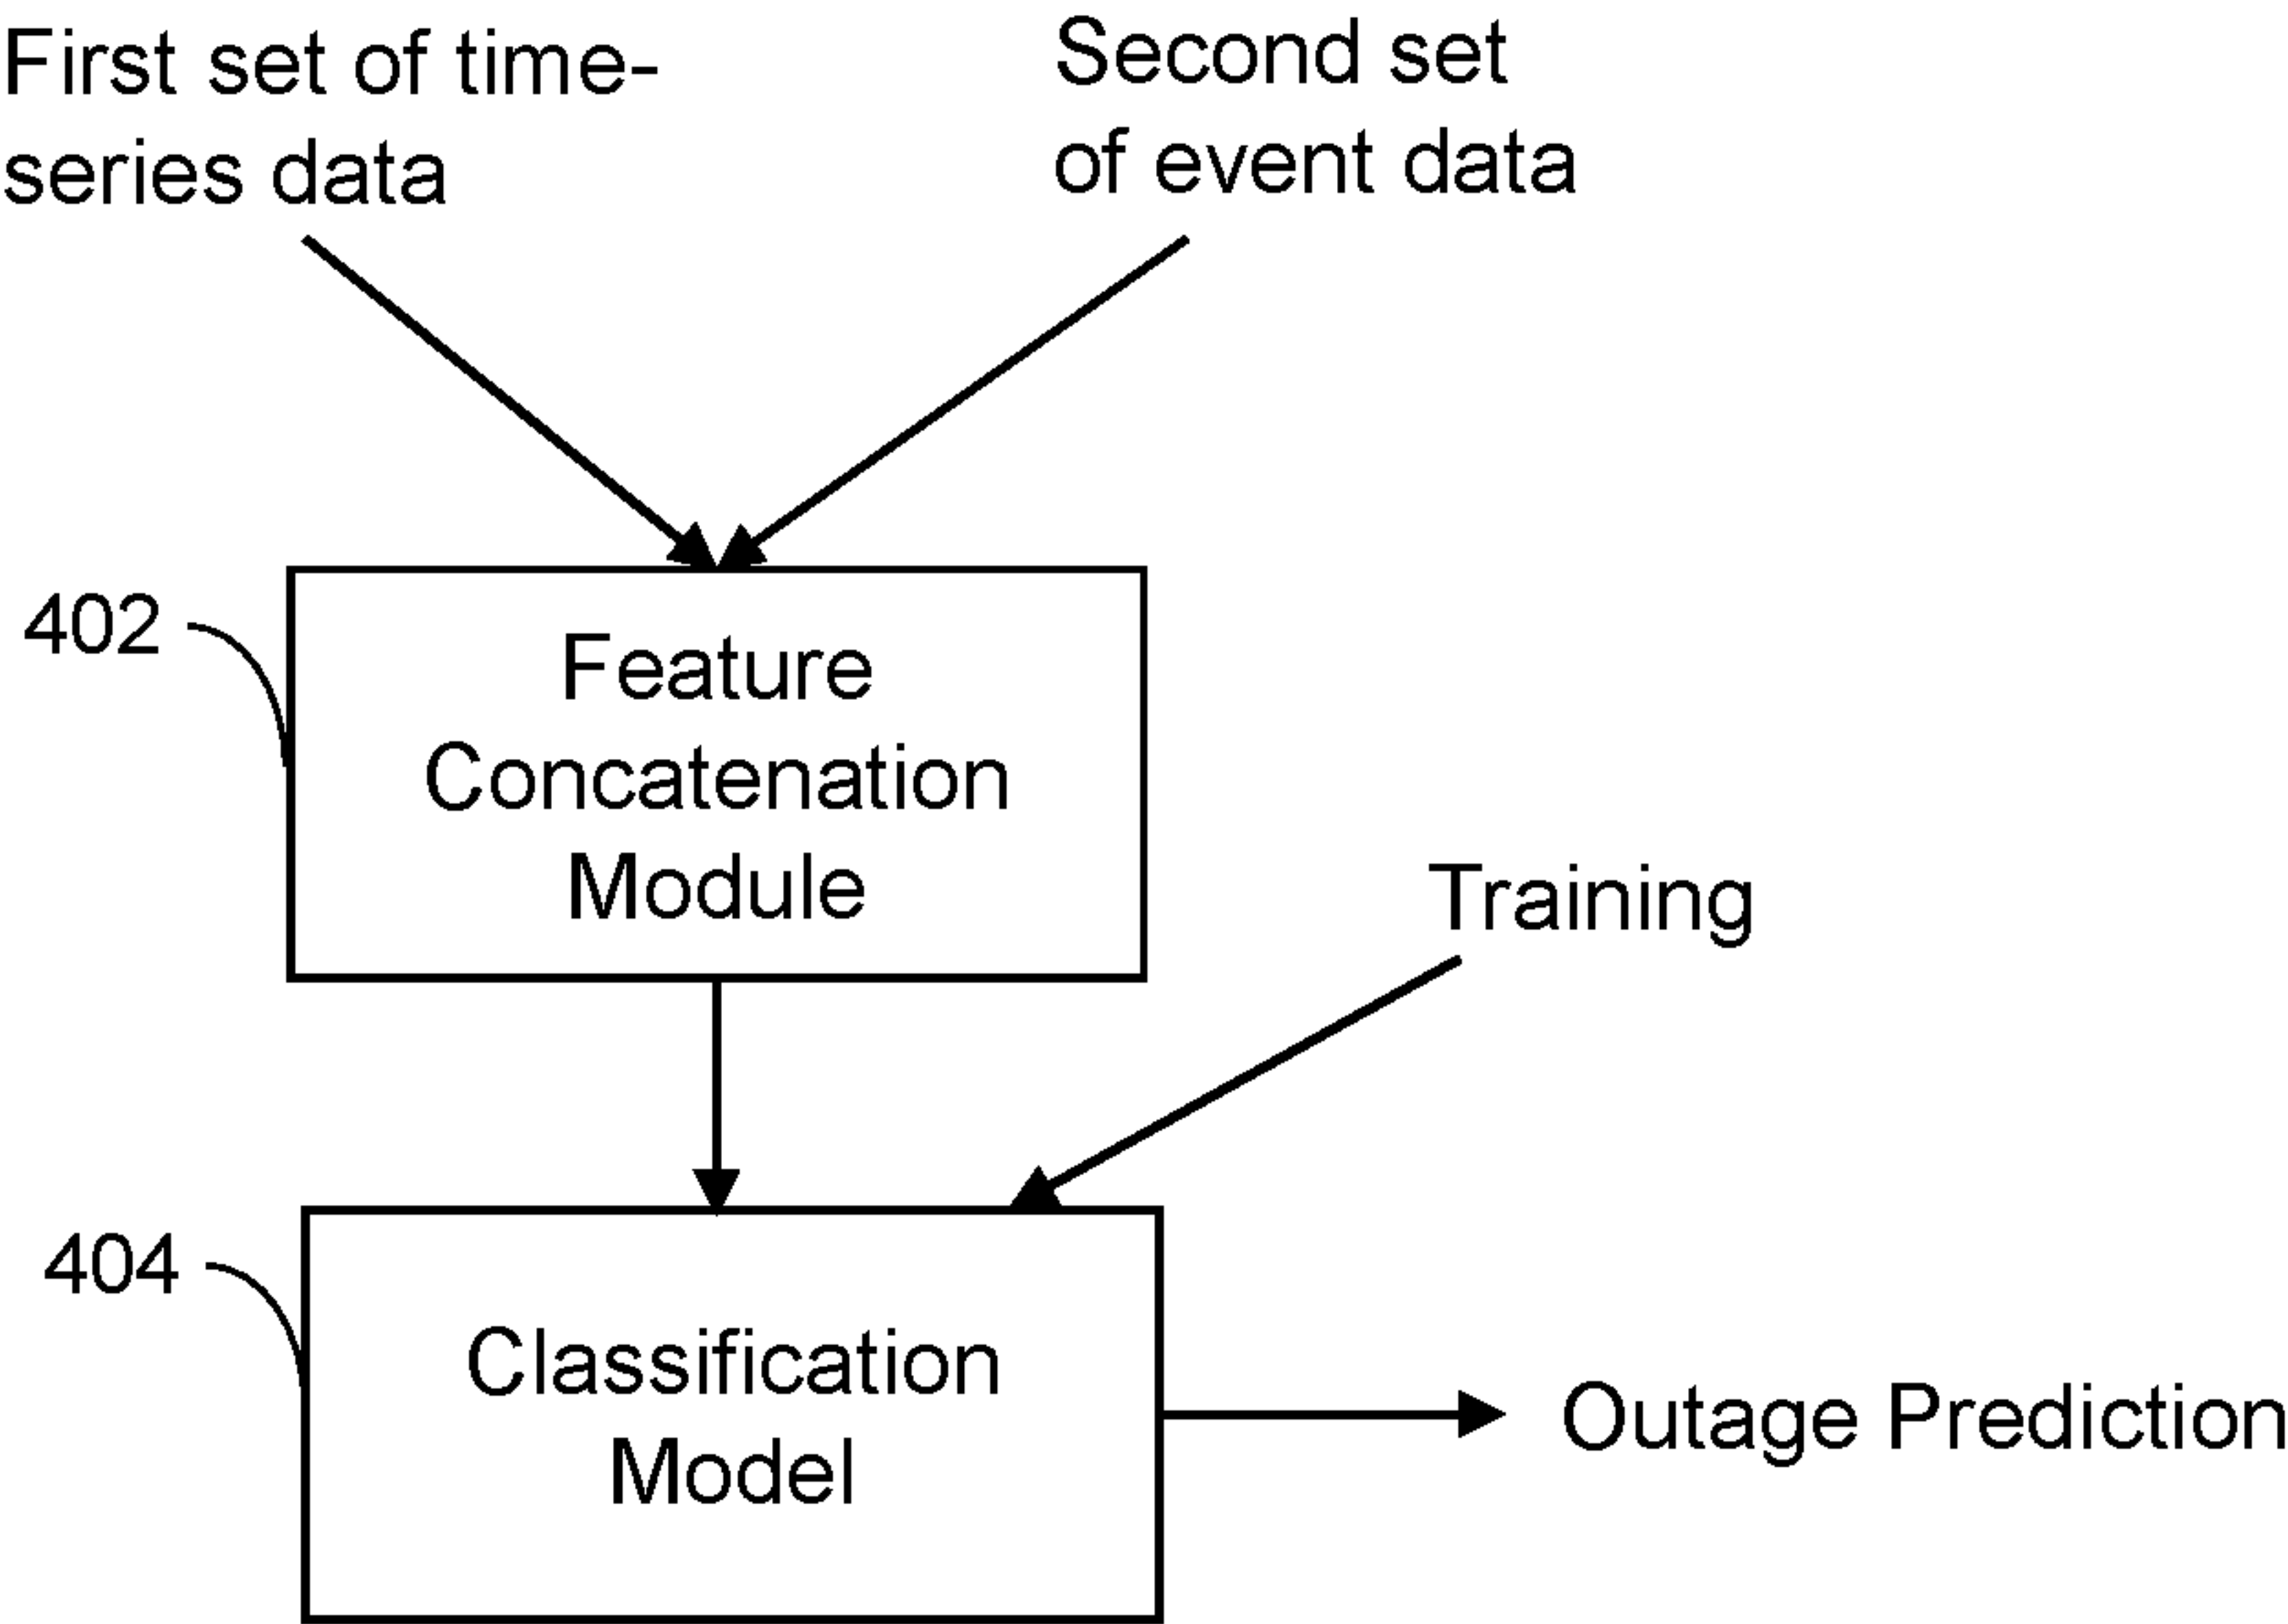 First set of time-
series data
Second set
of event data
402
Feature
Concatenation
Module
Training
404
Classification
Model
Outage Prediction